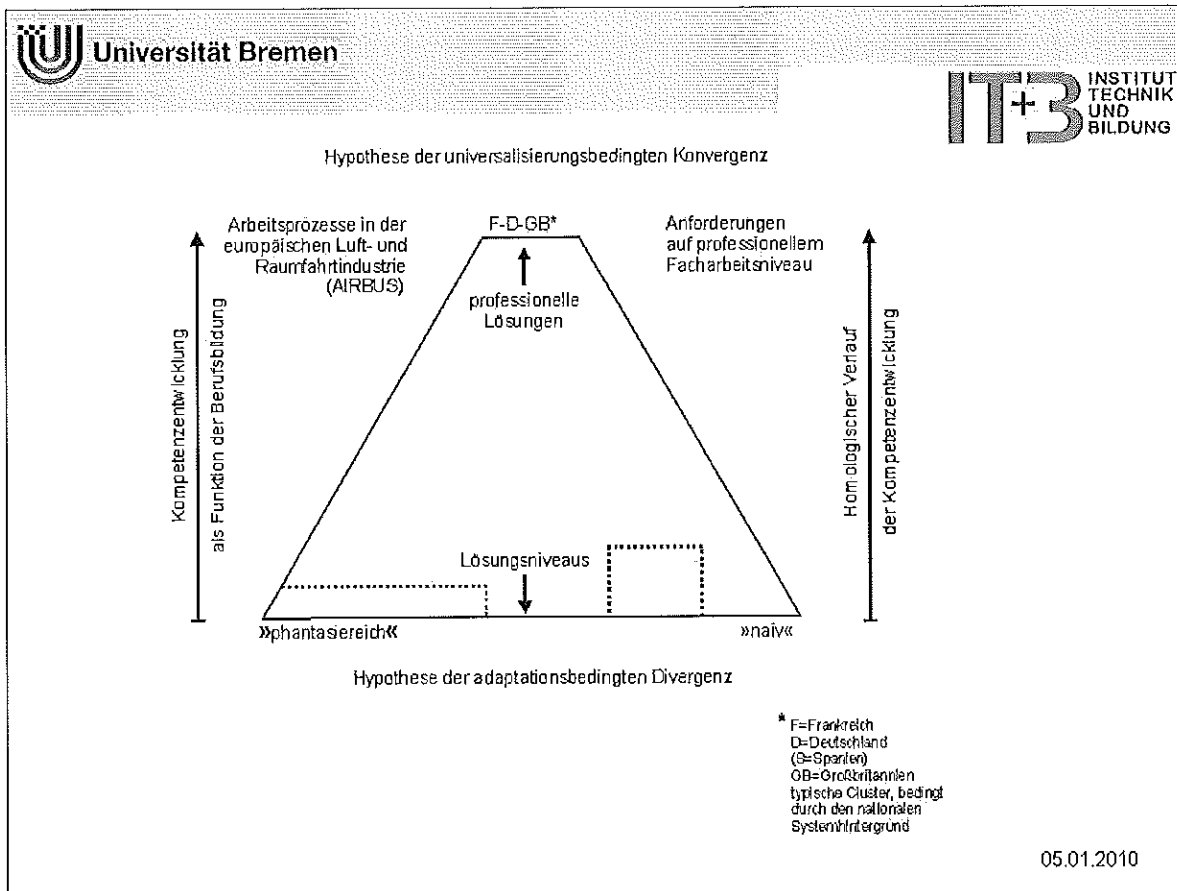 Universität Bremen
IT+B
INSTITUT
TECHNIK
UND
BILDUNG
Hypothese der universalisierungsbedingten Konvergenz
Arbeitsprozesse in der
europäischen Luft- und
Raumfahrtindustrie
(AIRBUS)
F-D-GB*
Anforderungen
auf professionellem
Facharbeitsniveau
professionelle
Lösungen
Kompetenzentwicklung
als Funktion der Berufsbildung
Homologischer Verlauf
der Kompetenzentwicklung
Lösungsniveaus
»phantasiereich«
»naiv«
Hypothese der adaptationsbedingten Divergenz
* F=Frankreich
D=Deutschland
(S=Spanien)
GB=Großbritannien
typische Cluster, bedingt
durch den nationalen
Systemhintergrund
05.01.2010